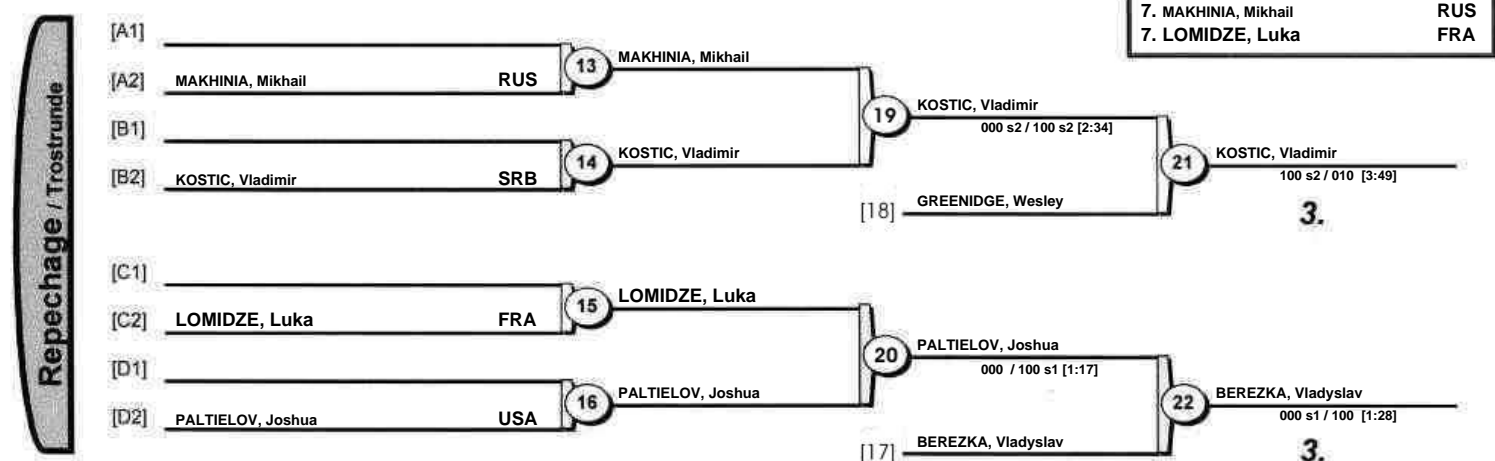 7. MAKHINIA, Mikhail RUS
7. LOMIDZE, Luka FRA
Repechage / Trostrunde
[A1]
[A2] MAKHINIA, Mikhail RUS
13 MAKHINIA, Mikhail
[B1]
[B2] KOSTIC, Vladimir SRB
14 KOSTIC, Vladimir
19 KOSTIC, Vladimir
000 s2 / 100 s2 [2:34]
[18] GREENIDGE, Wesley
21 KOSTIC, Vladimir
100 s2 / 010 [3:49]
3.
[C1]
[C2] LOMIDZE, Luka FRA
15 LOMIDZE, Luka
[D1]
[D2] PALTIELOV, Joshua USA
16 PALTIELOV, Joshua
20 PALTIELOV, Joshua
000 / 100 s1 [1:17]
[17] BEREZKA, Vladyslav
22 BEREZKA, Vladyslav
000 s1 / 100 [1:28]
3.